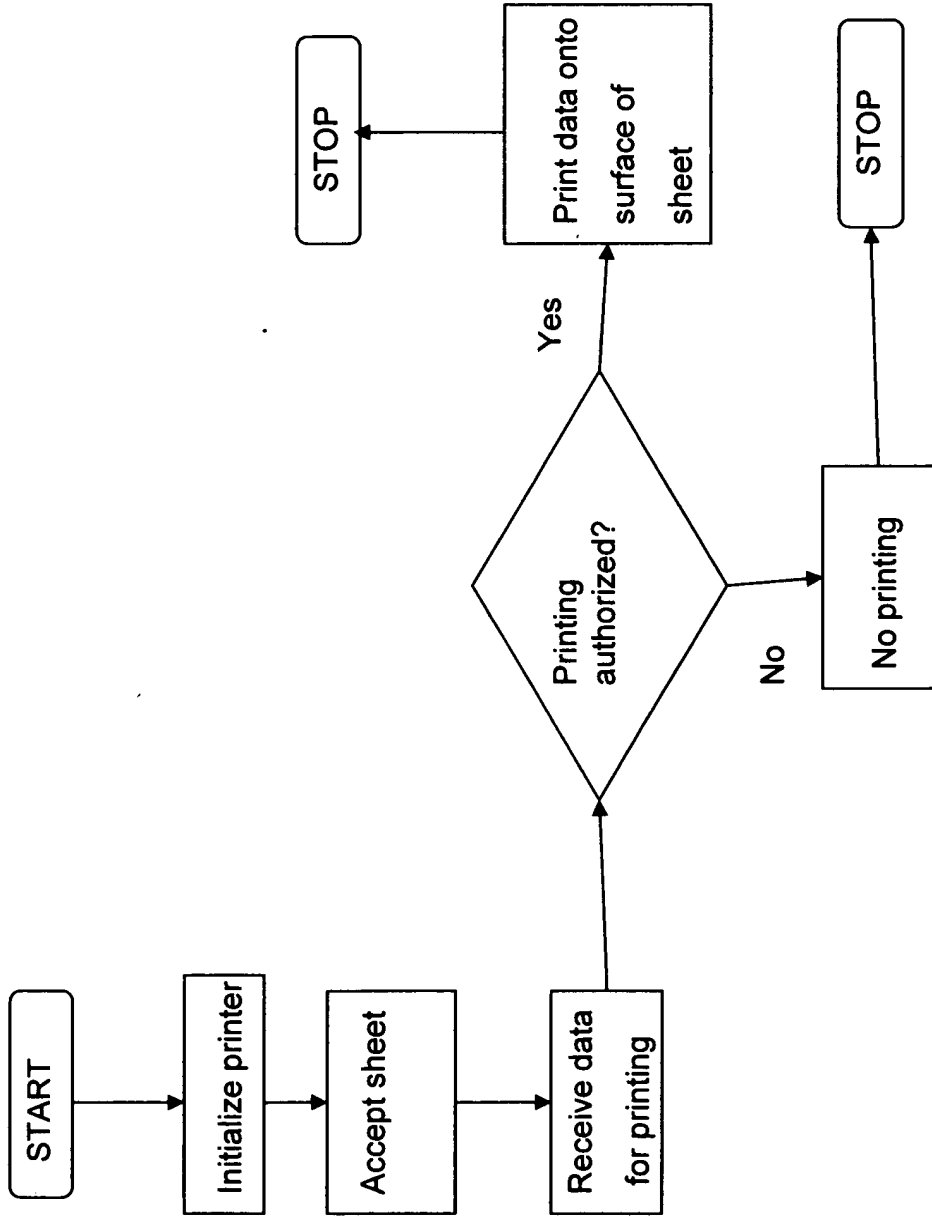 START
Initialize printer
Accept sheet
Receive data
for printing
Printing
authorized?
Yes
Print data onto
surface of
sheet
STOP
No
No printing
STOP